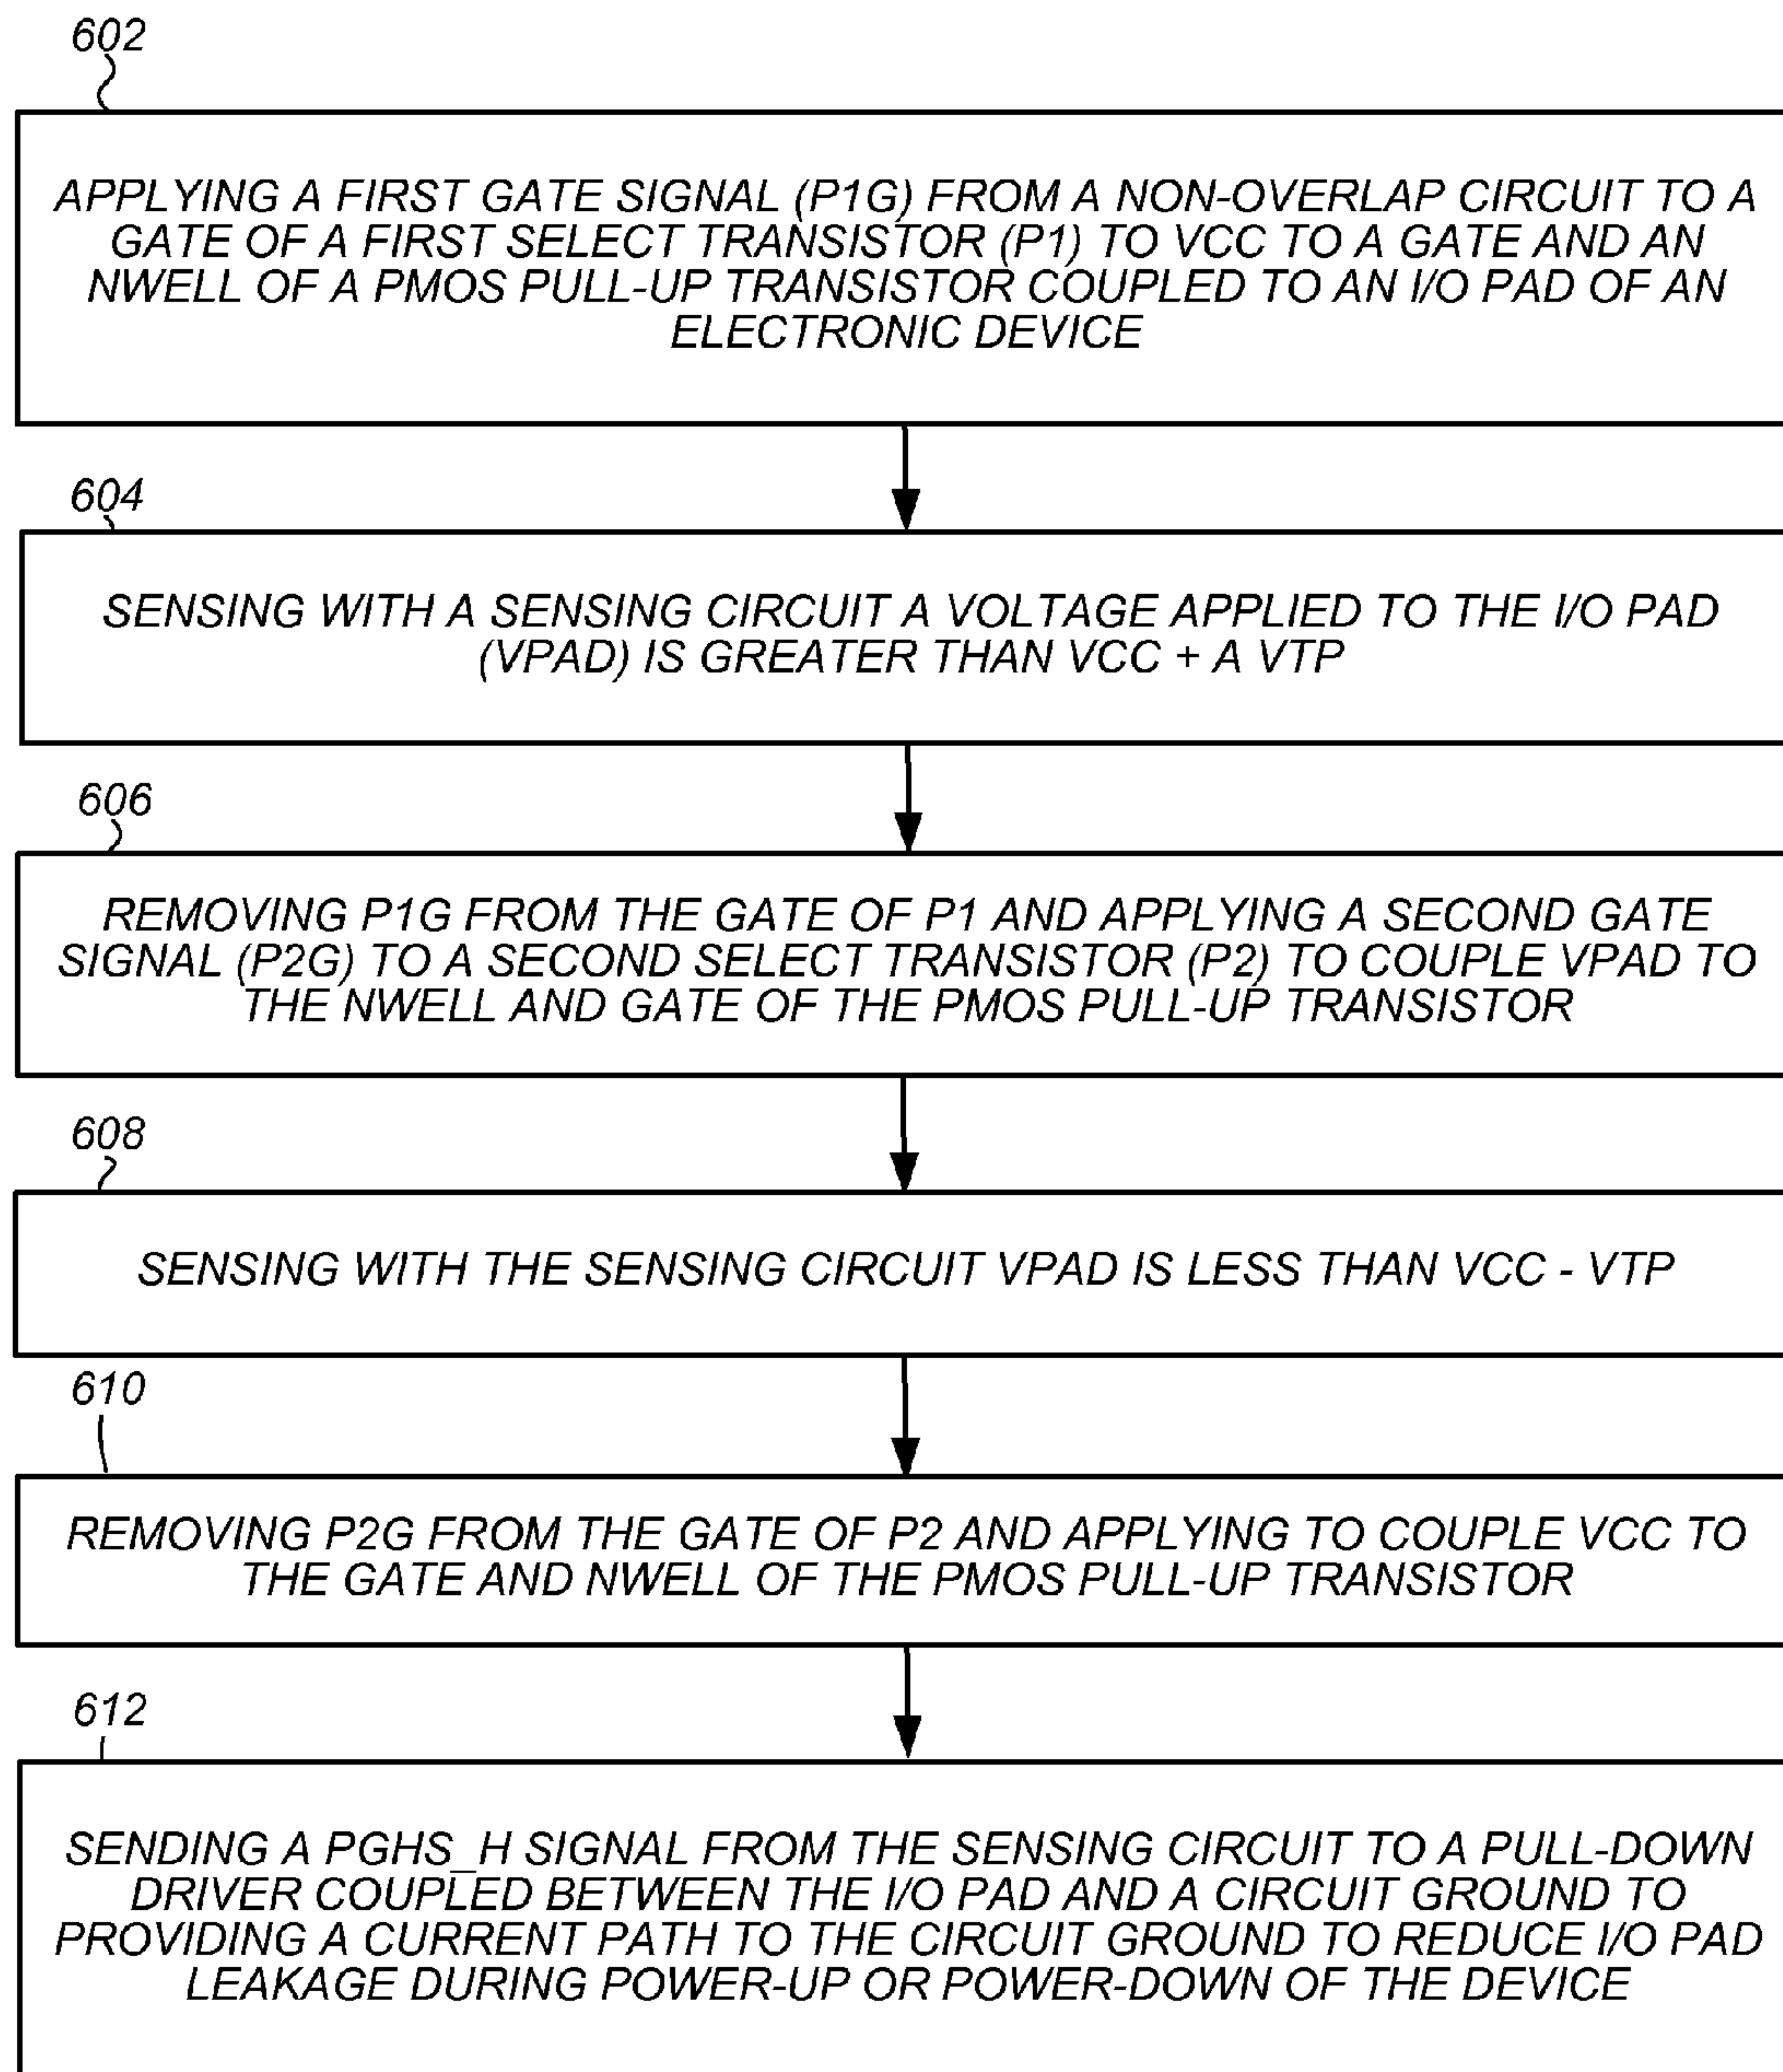 602
APPLYING A FIRST GATE SIGNAL (P1G) FROM A NON-OVERLAP CIRCUIT TO A
GATE OF A FIRST SELECT TRANSISTOR (P1) TO VCC TO A GATE AND AN
NWELL OF A PMOS PULL-UP TRANSISTOR COUPLED TO AN I/O PAD OF AN
ELECTRONIC DEVICE
604
SENSING WITH A SENSING CIRCUIT A VOLTAGE APPLIED TO THE I/O PAD
(VPAD) IS GREATER THAN VCC + A VTP
606
REMOVING P1G FROM THE GATE OF P1 AND APPLYING A SECOND GATE
SIGNAL (P2G) TO A SECOND SELECT TRANSISTOR (P2) TO COUPLE VPAD TO
THE NWELL AND GATE OF THE PMOS PULL-UP TRANSISTOR
608
SENSING WITH THE SENSING CIRCUIT VPAD IS LESS THAN VCC - VTP
610
REMOVING P2G FROM THE GATE OF P2 AND APPLYING TO COUPLE VCC TO
THE GATE AND NWELL OF THE PMOS PULL-UP TRANSISTOR
612
SENDING A PGHS_H SIGNAL FROM THE SENSING CIRCUIT TO A PULL-DOWN
DRIVER COUPLED BETWEEN THE I/O PAD AND A CIRCUIT GROUND TO
PROVIDING A CURRENT PATH TO THE CIRCUIT GROUND TO REDUCE I/O PAD
LEAKAGE DURING POWER-UP OR POWER-DOWN OF THE DEVICE